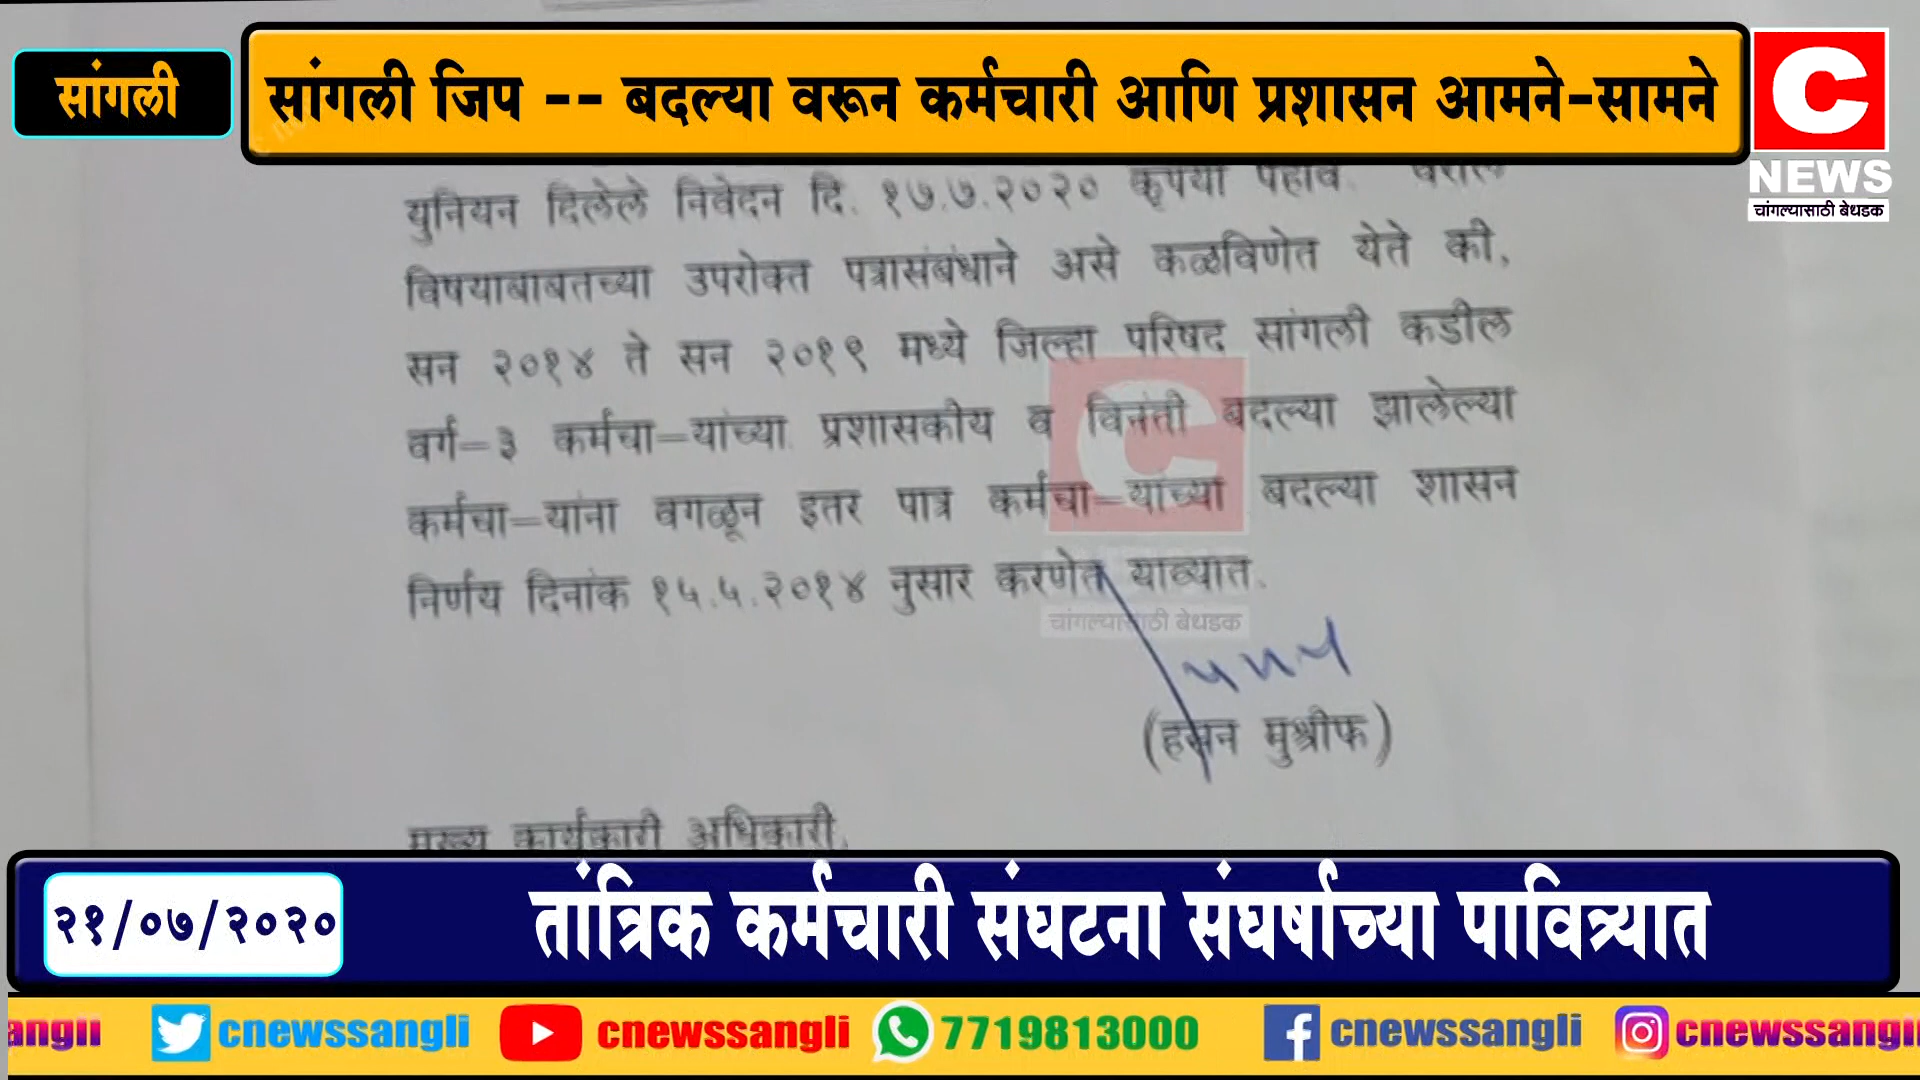 सांगली
सांगली जिप -- बदल्या वरून कर्मचारी आणि प्रशासन आमने-सामने
C
NEWS
चांगल्यासाठी बेधडक
युनियन दिलेले निवेदन दि. १७.७.२०२० कृपया पहावे.
विषयाबाबतच्या उपरोक्त पत्रासंबंधाने असे कळविणेत येते की,
सन २०१४ ते सन २०१९ मध्ये जिल्हा परिषद सांगली कडील
वर्ग-३ कर्मचा-यांच्या प्रशासकीय व विनंती बदल्या झालेल्या
कर्मचा-यांना वगळून इतर पात्र कर्मचा-यांच्या बदल्या शासन
निर्णय दिनांक १५.५.२०१४ नुसार करणेत याव्यात.
C
चांगल्यासाठी बेधडक
(हसन मुश्रीफ)
मुख्य कार्यकारी अधिकारी,
२१/०७/२०२०
तांत्रिक कर्मचारी संघटना संघर्षाच्या पावित्र्यात
angli cnewssangli cnewssangli 7719813000 cnewssangli cnewssangli